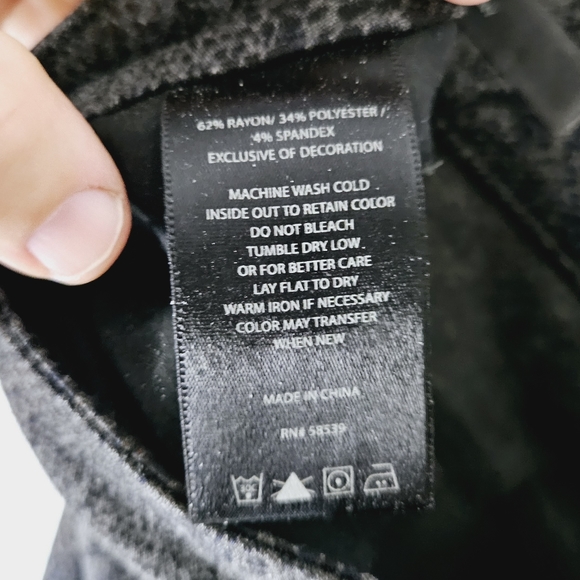 62% RAYON/ 34% POLYESTER /
4% SPANDEX
EXCLUSIVE OF DECORATION
MACHINE WASH COLD
INSIDE OUT TO RETAIN COLOR
DO NOT BLEACH
TUMBLE DRY LOW
OR FOR BETTER CARE
LAY FLAT TO DRY
WARM IRON IF NECESSARY
COLOR MAY TRANSFER
WHEN NEW
MADE IN CHINA
RN# 58539